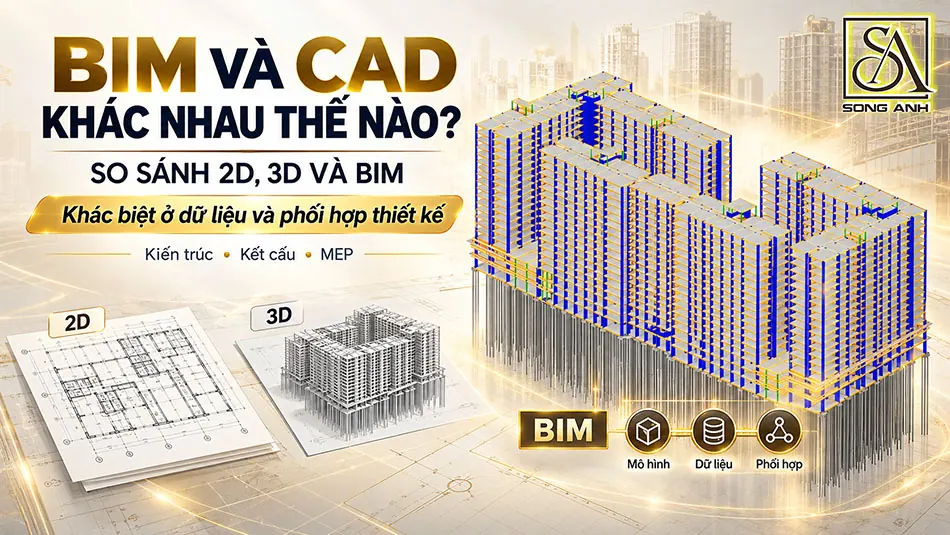 BIM VÀ CAD
KHÁC NHAU THẾ NÀO?
SO SÁNH 2D, 3D VÀ BIM
Khác biệt ở dữ liệu và phối hợp thiết kế
Kiến trúc • Kết cấu • MEP
SA
SONG ANH
2D
3D
BIM
Mô hình
Dữ liệu
Phối hợp